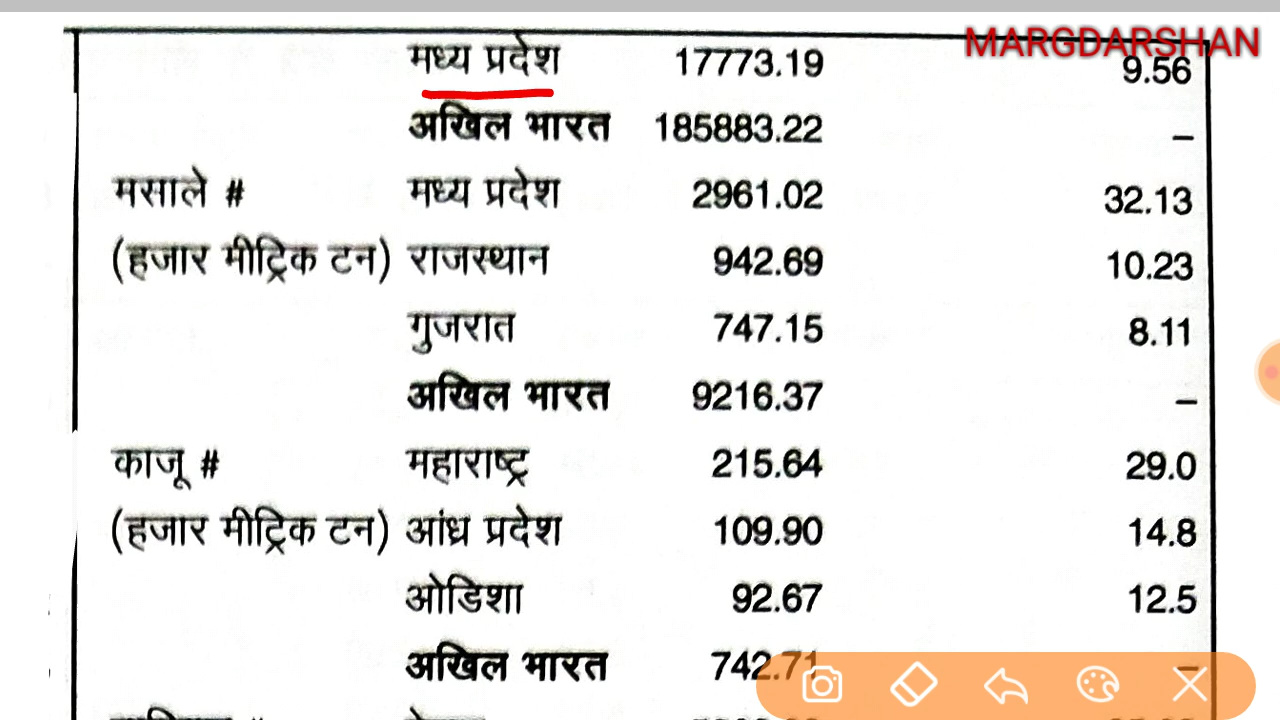 MARGDARSHAN
मध्य प्रदेश 17773.19 9.56
अखिल भारत 185883.22 –
मसाले # मध्य प्रदेश 2961.02 32.13
(हजार मीट्रिक टन) राजस्थान 942.69 10.23
गुजरात 747.15 8.11
अखिल भारत 9216.37 –
काजू # महाराष्ट्र 215.64 29.0
(हजार मीट्रिक टन) आंध्र प्रदेश 109.90 14.8
ओडिशा 92.67 12.5
अखिल भारत 742.71 –